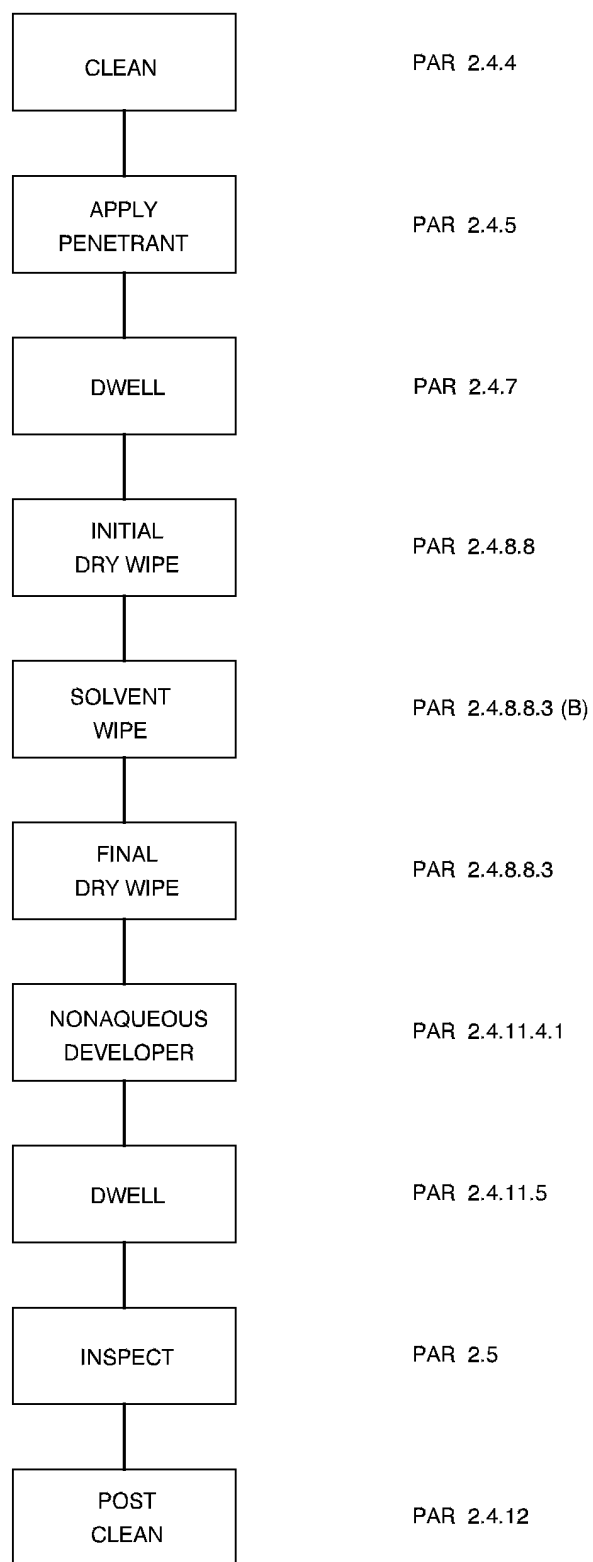 CLEAN
PAR 2.4.4
APPLY
PENETRANT
PAR 2.4.5
DWELL
PAR 2.4.7
INITIAL
DRY WIPE
PAR 2.4.8.8
SOLVENT
WIPE
PAR 2.4.8.8.3 (B)
FINAL
DRY WIPE
PAR 2.4.8.8.3
NONAQUEOUS
DEVELOPER
PAR 2.4.11.4.1
DWELL
PAR 2.4.11.5
INSPECT
PAR 2.5
POST
CLEAN
PAR 2.4.12